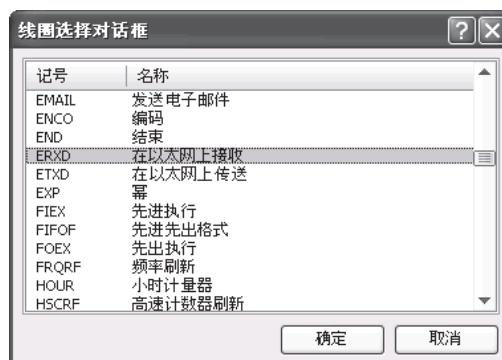 线圈选择对话框
记号 名称
EMAIL 发送电子邮件
ENCO 编码
END 结束
ERXD 在以太网上接收
ETXD 在以太网上传送
EXP 幂
FIEX 先进执行
FIFOF 先进先出格式
FOEX 先出执行
FRQRF 频率刷新
HOUR 小时计量器
HSCRF 高速计数器刷新
确定 取消